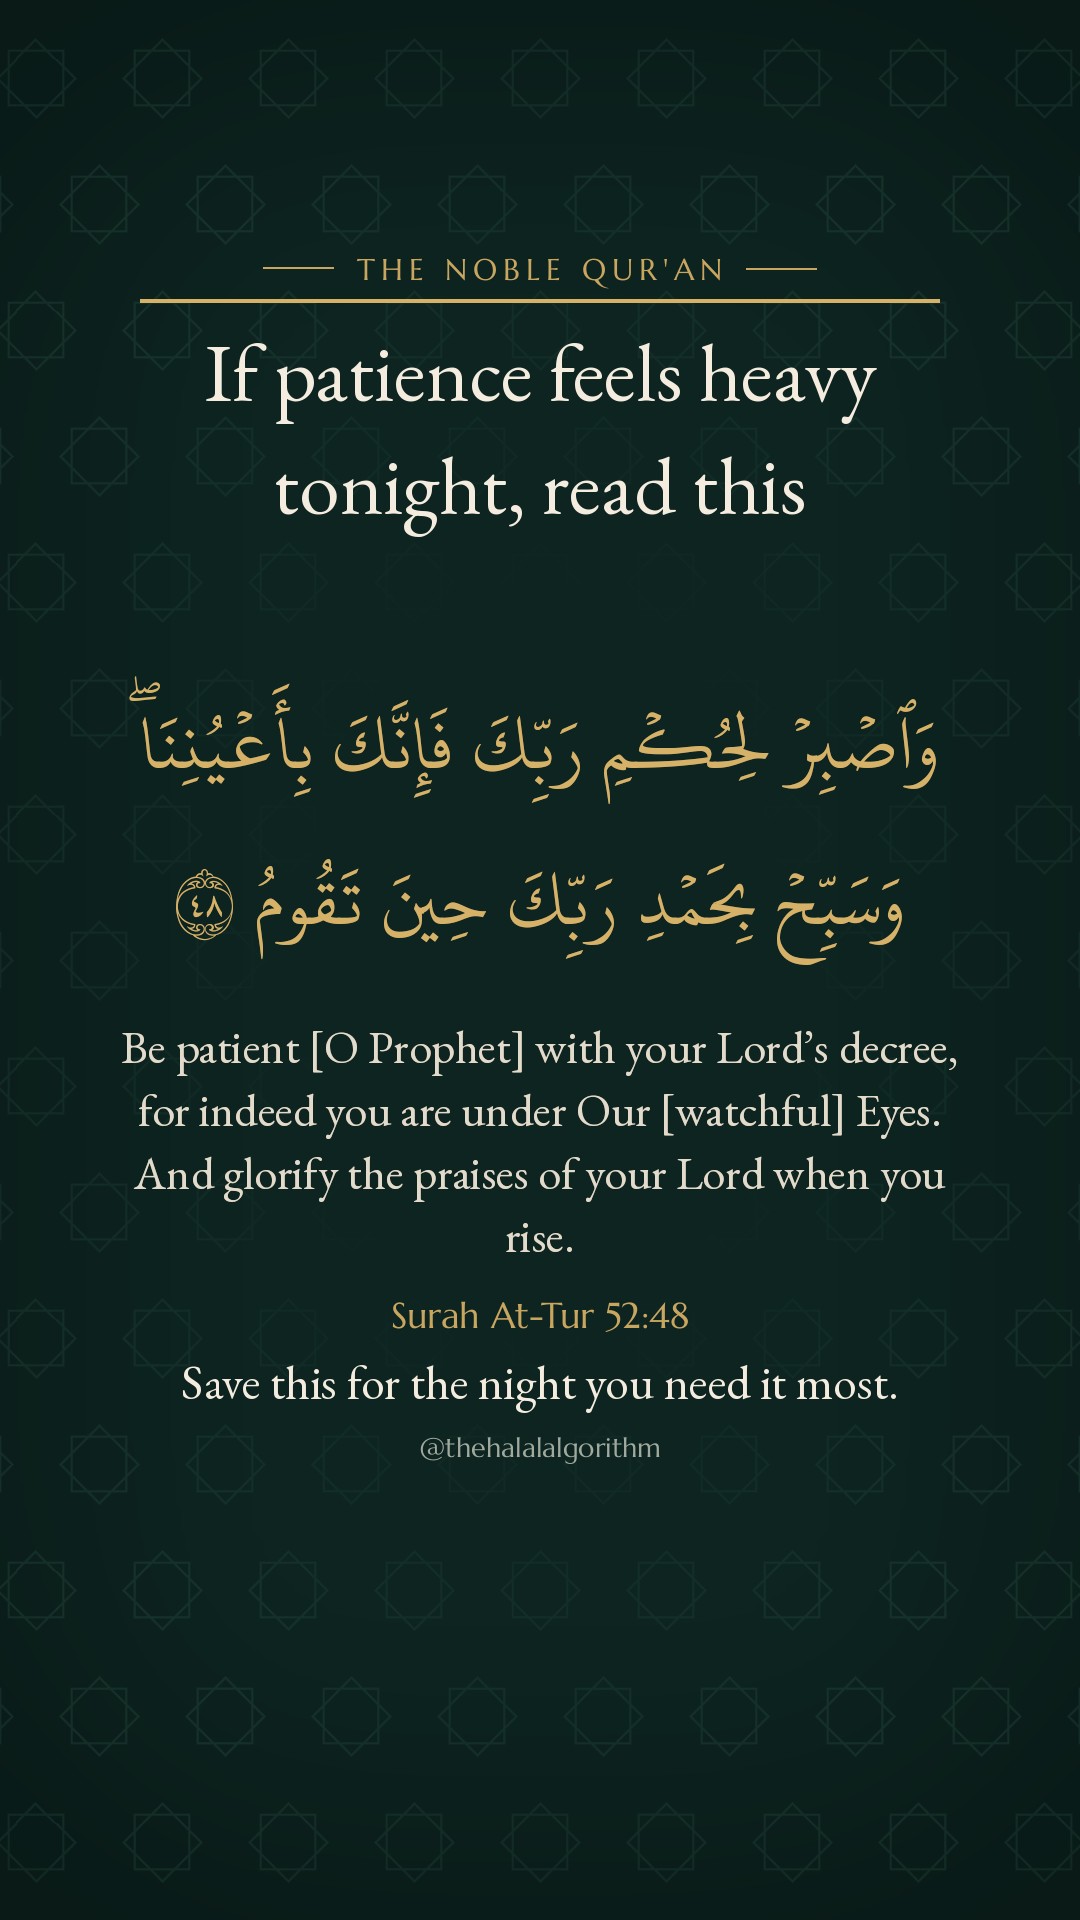 THE NOBLE QUR'AN
If patience feels heavy
tonight, read this
وَٱصۡبِرۡ لِحُكۡمِ رَبِّكَ فَإِنَّكَ بِأَعۡيُنِنَاۖ
وَسَبِّحۡ بِحَمۡدِ رَبِّكَ حِينَ تَقُومُ ٤٨
Be patient [O Prophet] with your Lord’s decree,
for indeed you are under Our [watchful] Eyes.
And glorify the praises of your Lord when you
rise.
Surah At-Tur 52:48
Save this for the night you need it most.
@thehalalalgorithm